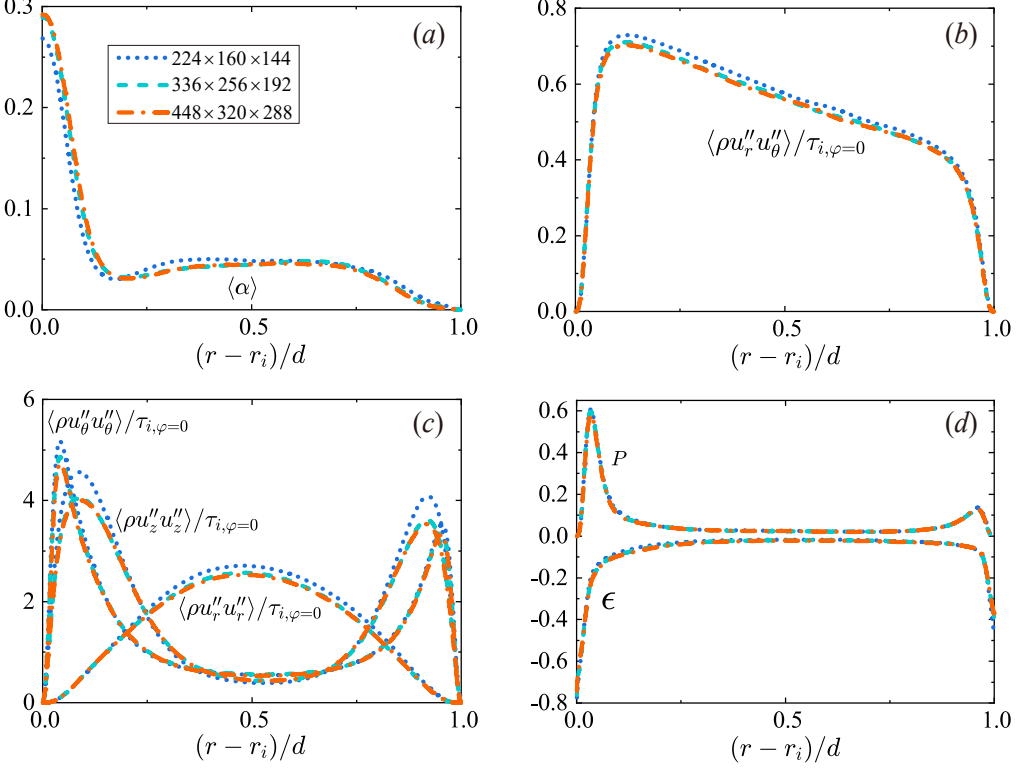 (a)
0.3
0.2
0.1
0.0
224×160×144
336×256×192
448×320×288
⟨α⟩
0.0 0.5 1.0
(r − r_i)/d
(b)
0.8
0.6
0.4
0.2
0.0
⟨ρu″_r u″_θ⟩/τ_{i,φ=0}
0.0 0.5 1.0
(r − r_i)/d
(c)
6
4
2
0
⟨ρu″_θ u″_θ⟩/τ_{i,φ=0}
⟨ρu″_z u″_z⟩/τ_{i,φ=0}
⟨ρu″_r u″_r⟩/τ_{i,φ=0}
0.0 0.5 1.0
(r − r_i)/d
(d)
0.6
0.4
0.2
0.0
-0.2
-0.4
-0.6
-0.8
P
ϵ
0.0 0.5 1.0
(r − r_i)/d